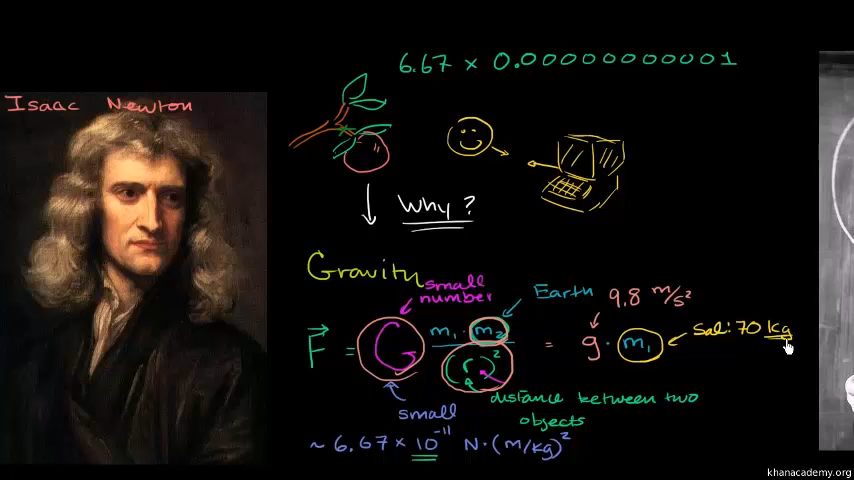 6.67 × 0.00000000001
Isaac Newton
Why?
Gravity
small
number
Earth
9.8 m/s²
F = G m₁ · m₂ / (r)² = g · m₁
Sal: 70 kg
distance between two
objects
small
~ 6.67 × 10⁻¹¹ N·(m/kg)²
khanacademy.org